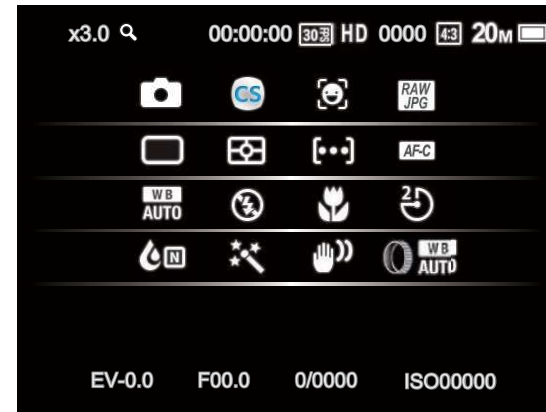 x3.0 00:00:00 30 HD 0000 4:3 20M
CS RAW JPG
AF-C
WB AUTO 2
N WB AUTO
EV-0.0 F00.0 0/0000 ISO00000